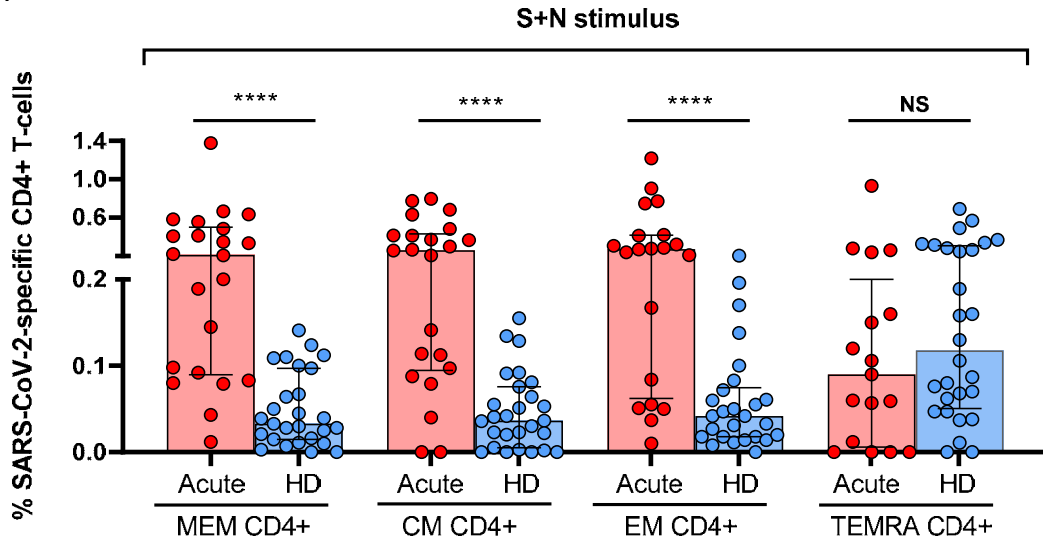 S+N stimulus
% SARS-CoV-2-specific CD4+ T-cells
**** **** **** NS
1.4
1.0
0.6
0.2
0.1
0.0
Acute HD Acute HD Acute HD Acute HD
MEM CD4+ CM CD4+ EM CD4+ TEMRA CD4+